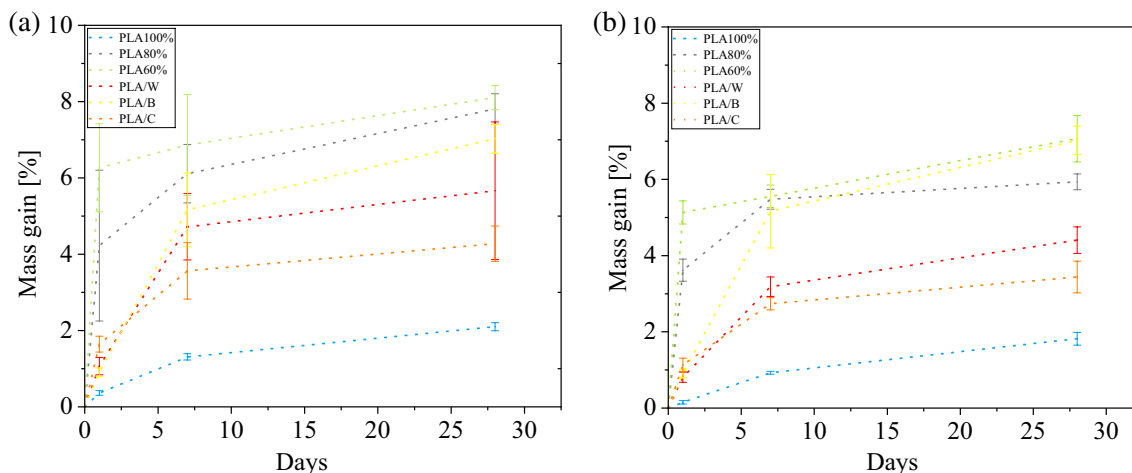 (a)
10
8
6
4
2
0
Mass gain [%]
PLA100%
PLA80%
PLA60%
PLA/W
PLA/B
PLA/C
0 5 10 15 20 25 30
Days
(b)
10
8
6
4
2
0
Mass gain [%]
PLA100%
PLA80%
PLA60%
PLA/W
PLA/B
PLA/C
0 5 10 15 20 25 30
Days